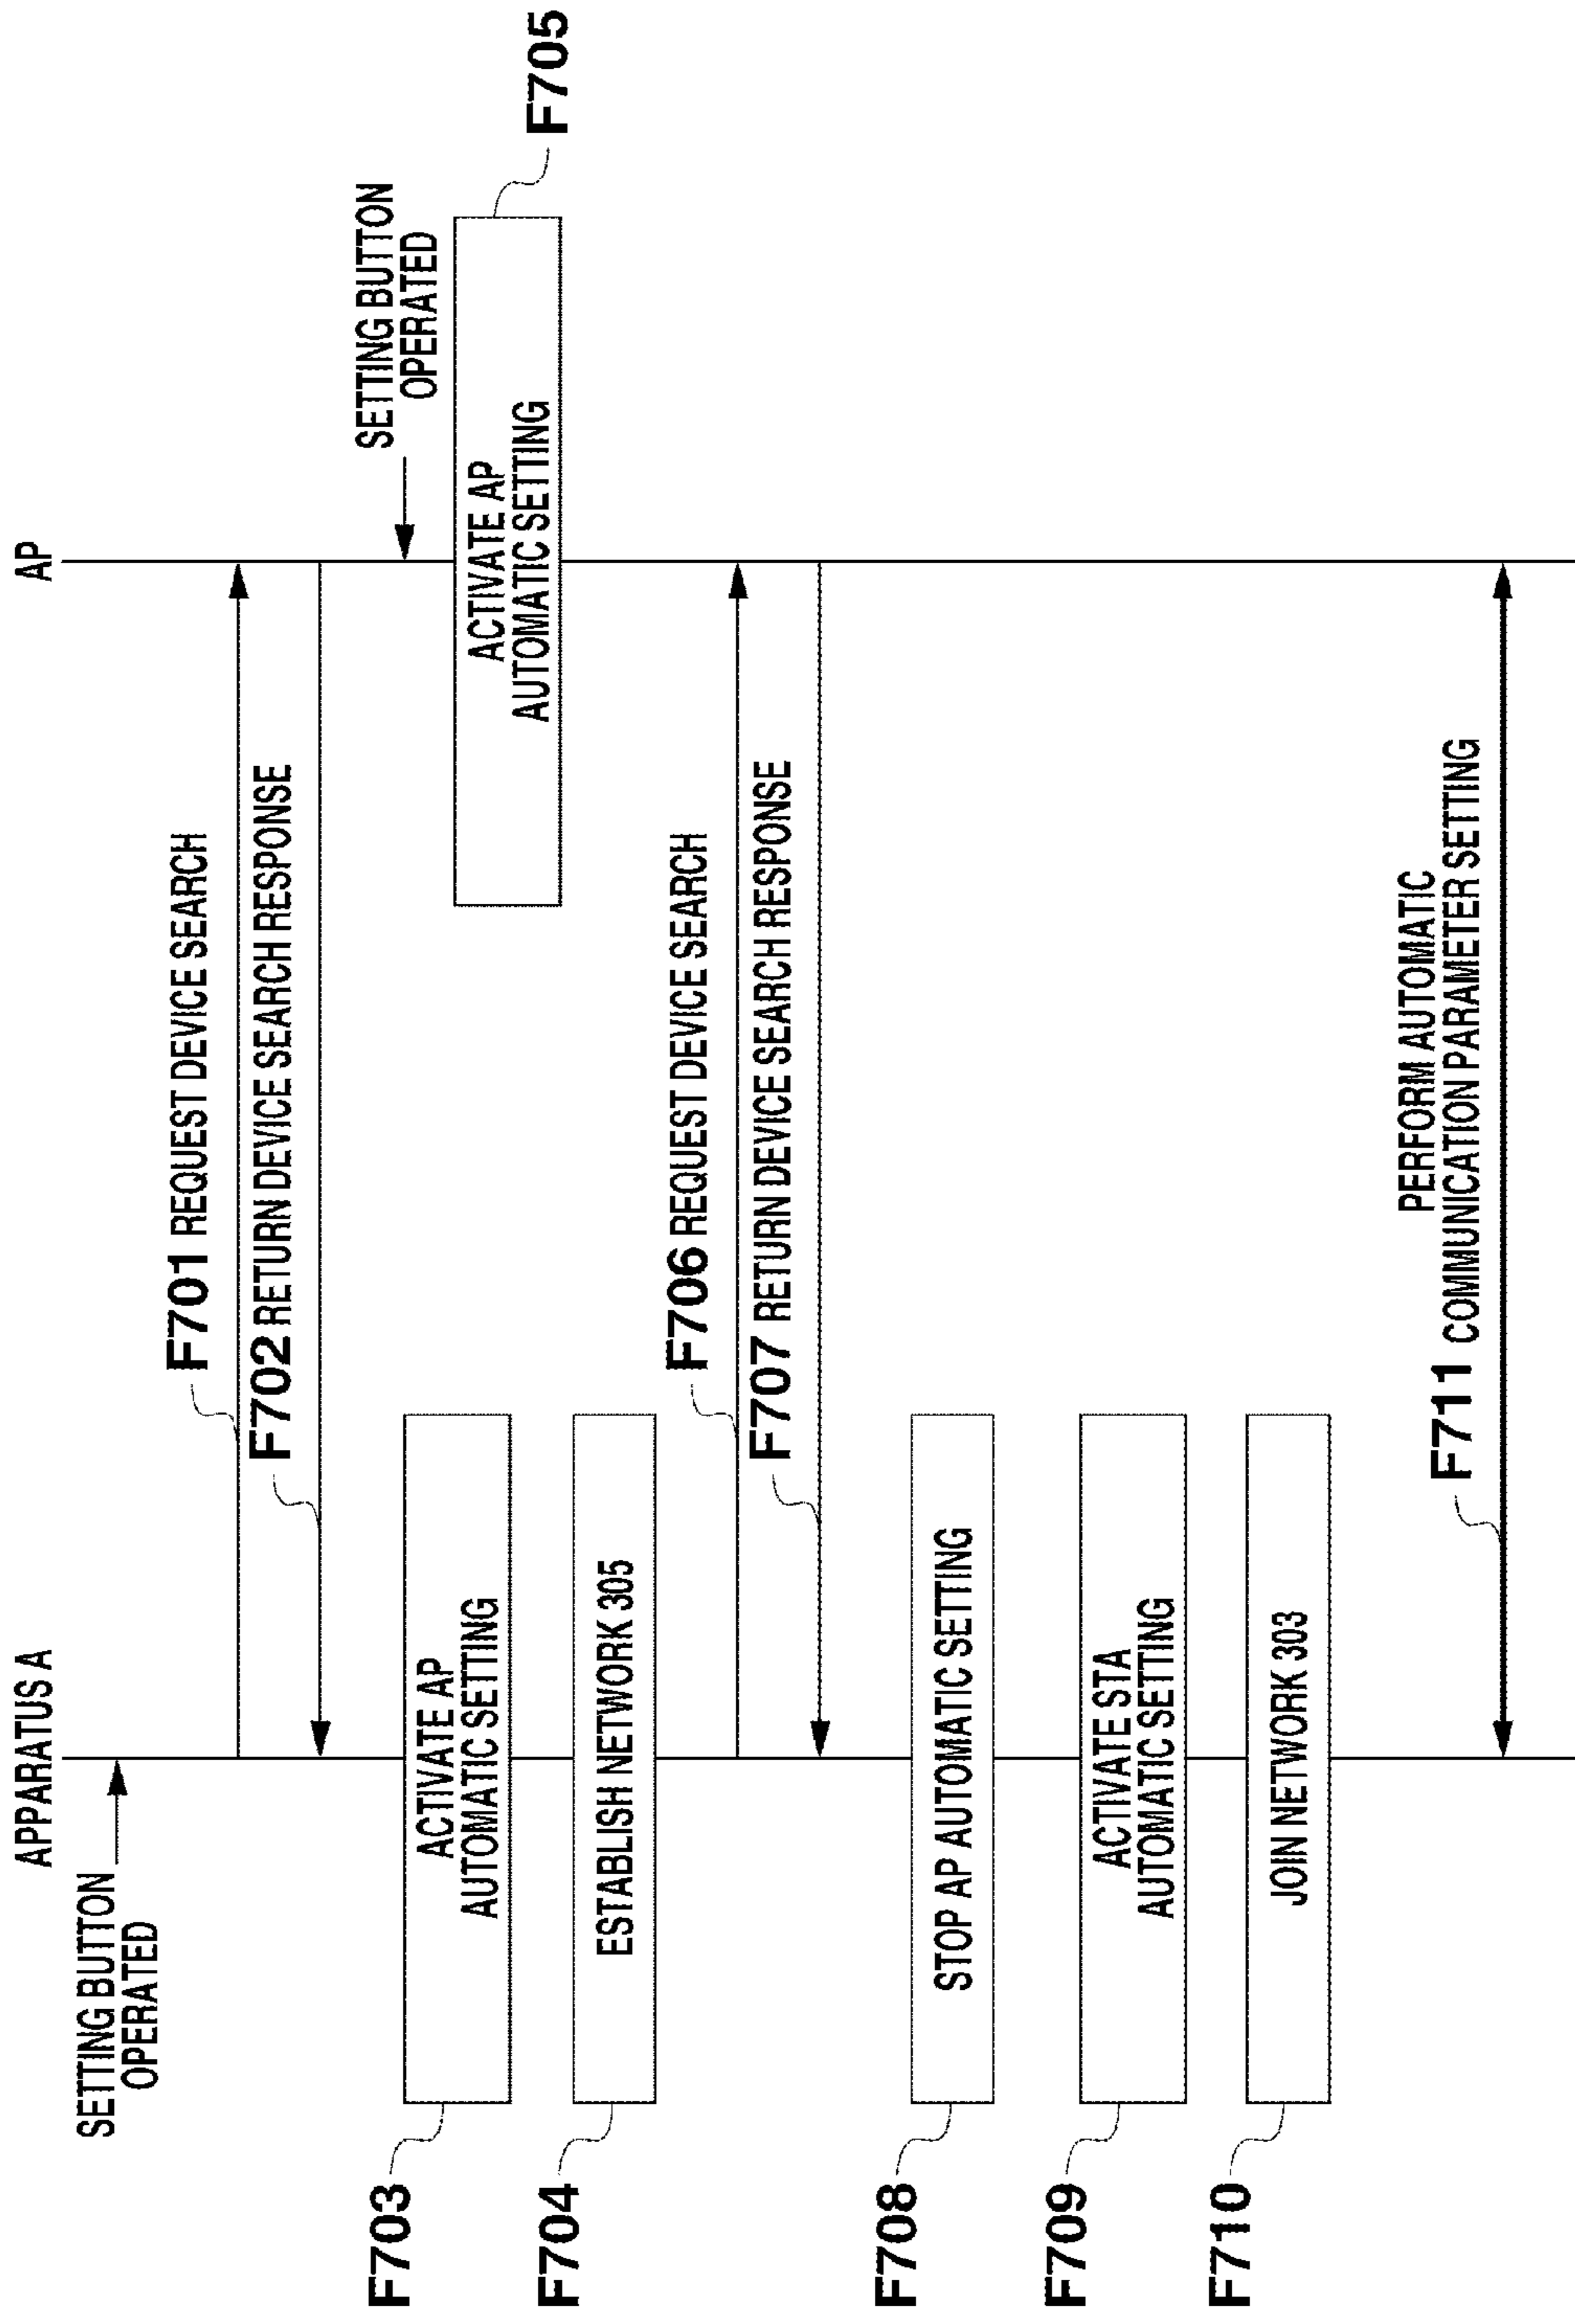 APPARATUS A
AP
SETTING BUTTON
OPERATED
F701 REQUEST DEVICE SEARCH
F702 RETURN DEVICE SEARCH RESPONSE
SETTING BUTTON
OPERATED
F703
ACTIVATE AP
AUTOMATIC SETTING
ACTIVATE AP
AUTOMATIC SETTING
F705
F704
ESTABLISH NETWORK 305
F706 REQUEST DEVICE SEARCH
F707 RETURN DEVICE SEARCH RESPONSE
F708
STOP AP AUTOMATIC SETTING
F709
ACTIVATE STA
AUTOMATIC SETTING
F710
JOIN NETWORK 303
PERFORM AUTOMATIC
F711 COMMUNICATION PARAMETER SETTING